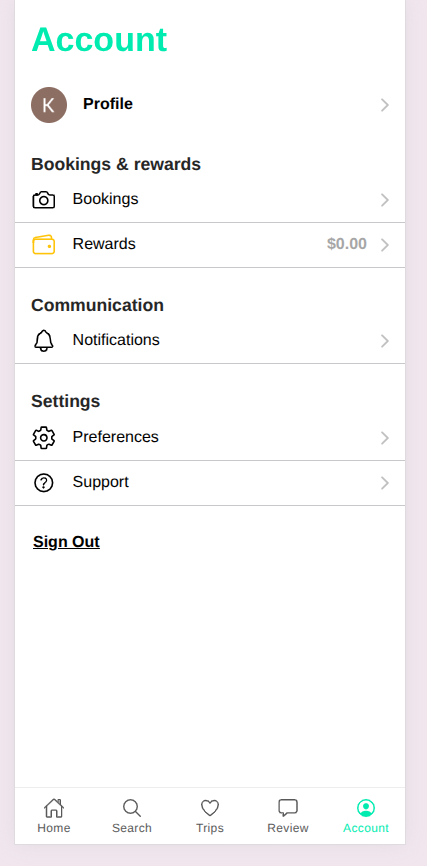 Account
K
Profile
Bookings & rewards
Bookings
Rewards $0.00
Communication
Notifications
Settings
Preferences
Support
Sign Out
Home Search Trips Review Account